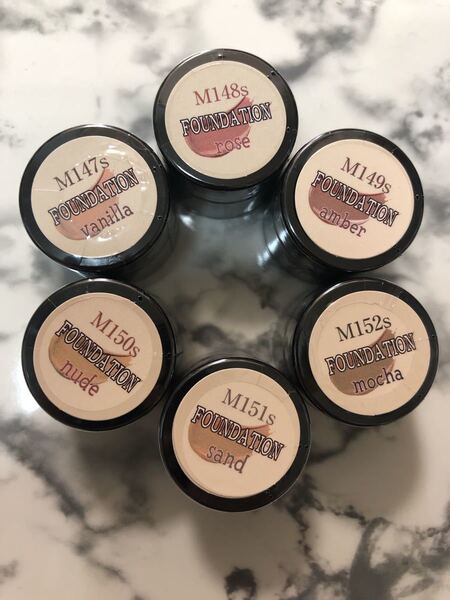 M148s
FOUNDATION
rose
M147s
FOUNDATION
vanilla
M149s
FOUNDATION
amber
M150s
FOUNDATION
nude
M152s
FOUNDATION
mocha
M151s
FOUNDATION
sand